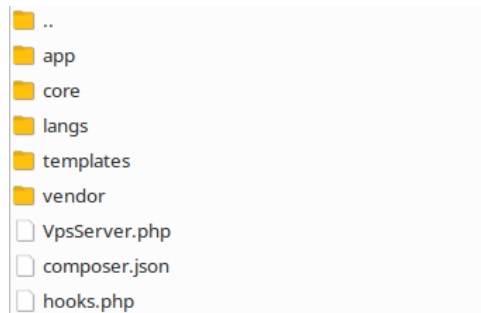 ..
app
core
langs
templates
vendor
VpsServer.php
composer.json
hooks.php